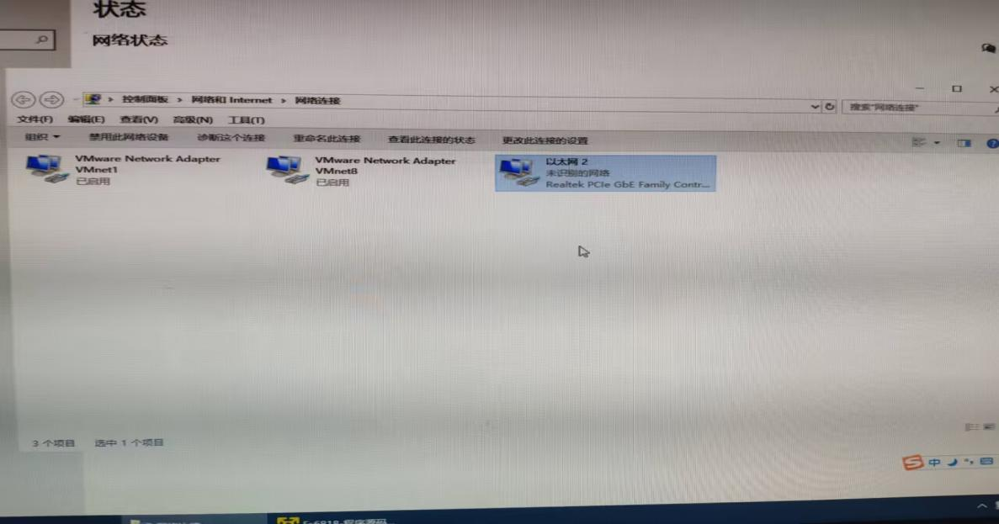 状态
网络状态
控制面板 > 网络和 Internet > 网络连接
搜索"网络连接"
文件(F) 编辑(E) 查看(V) 高级(N) 工具(T)
组织 禁用此网络设备 诊断这个连接 重命名此连接 查看此连接的状态 更改此连接的设置
VMware Network Adapter
VMnet1
已启用
VMware Network Adapter
VMnet8
已启用
以太网 2
未识别的网络
Realtek PCIe GbE Family Contr...
3 个项目 选中 1 个项目
中